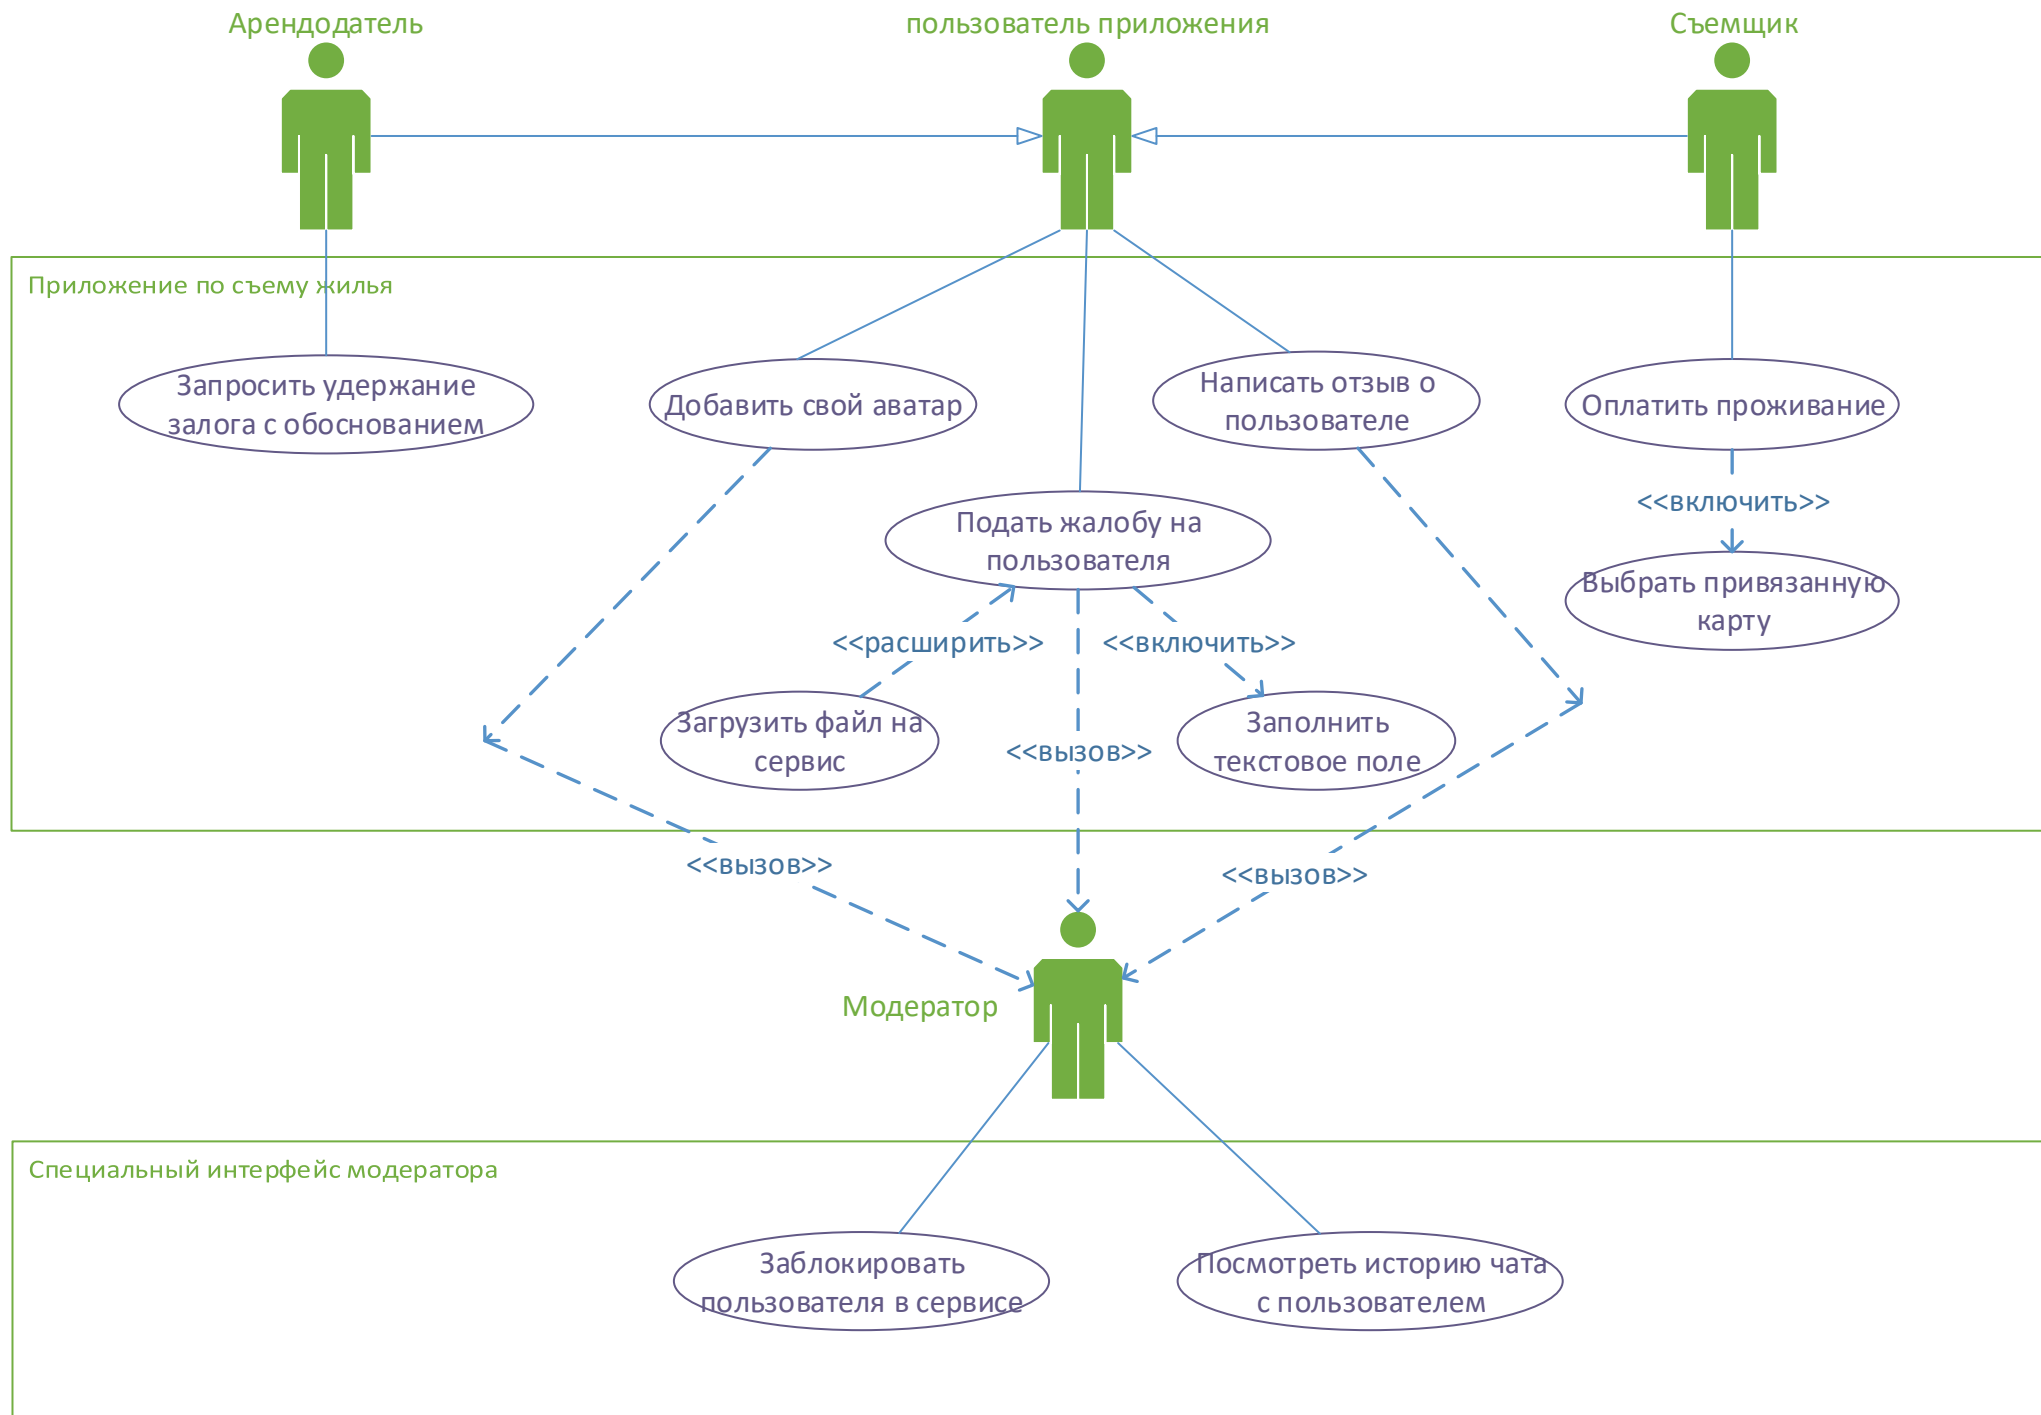 Арендодатель
пользователь приложения
Съемщик
Приложение по съему жилья
Запросить удержание
залога с обоснованием
Добавить свой аватар
Написать отзыв о
пользователе
Оплатить проживание
<<включить>>
Подать жалобу на
пользователя
Выбрать привязанную
карту
<<расширить>>
<<включить>>
Загрузить файл на
сервис
<<вызов>>
Заполнить
текстовое поле
<<вызов>>
<<вызов>>
Модератор
Специальный интерфейс модератора
Заблокировать
пользователя в сервисе
Посмотреть историю чата
с пользователем